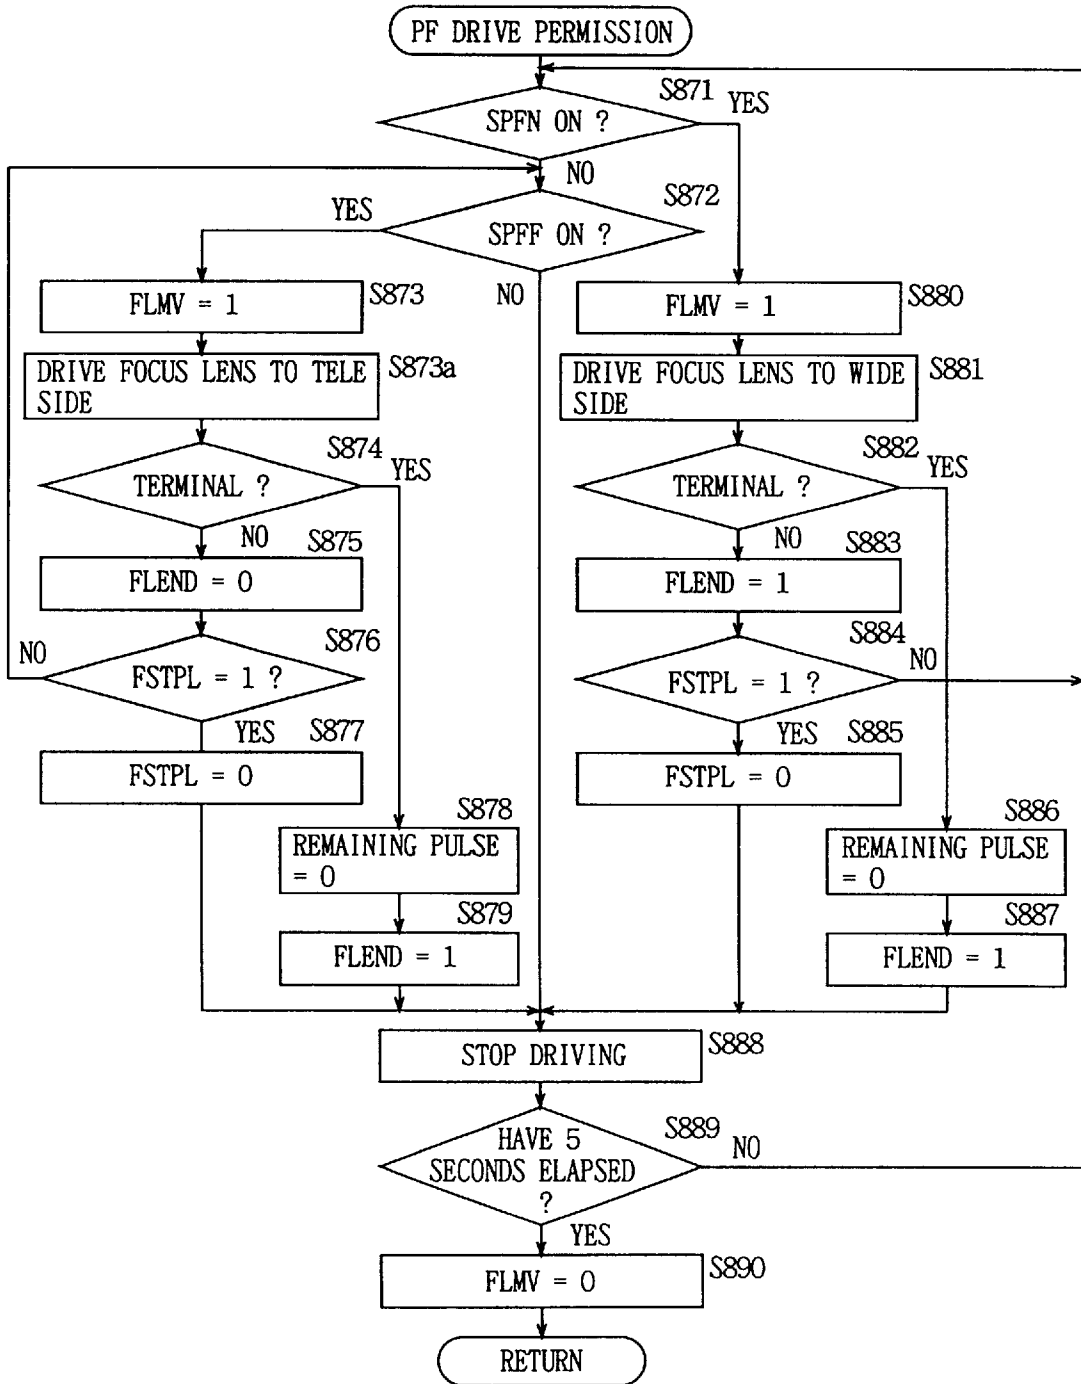 PF DRIVE PERMISSION
S871
YES
SPFN ON ?
NO
S872
YES
SPFF ON ?
NO
FLMV = 1
S873
FLMV = 1
S880
DRIVE FOCUS LENS TO TELE
SIDE
S873a
DRIVE FOCUS LENS TO WIDE
SIDE
S881
S874
YES
TERMINAL ?
NO
S882
YES
TERMINAL ?
NO
S875
FLEND = 0
S883
FLEND = 1
S876
NO
FSTPL = 1 ?
YES
S884
NO
FSTPL = 1 ?
YES
S877
FSTPL = 0
S885
FSTPL = 0
S878
REMAINING PULSE
= 0
S886
REMAINING PULSE
= 0
S879
FLEND = 1
S887
FLEND = 1
STOP DRIVING
S888
S889
HAVE 5
SECONDS ELAPSED
?
NO
YES
FLMV = 0
S890
RETURN